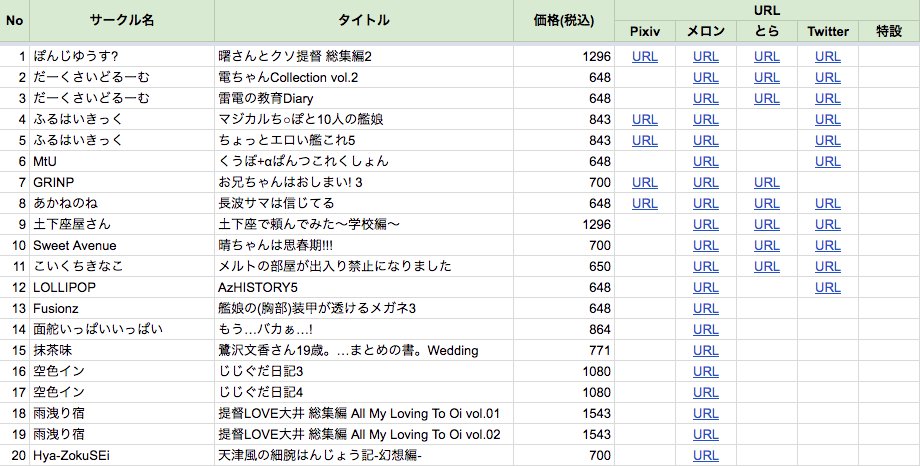 No サークル名 タイトル 価格(税込) URL
Pixiv メロン とら Twitter 特設
1 ぽんじゆうす? 曙さんとクソ提督 総集編2 1296 URL URL URL URL
2 だーくさいどるーむ 電ちゃんCollection vol.2 648 URL URL URL
3 だーくさいどるーむ 雷電の教育Diary 648 URL URL URL
4 ふるはいきっく マジカルち○ぽと10人の艦娘 843 URL URL URL
5 ふるはいきっく ちょっとエロい艦これ5 843 URL URL URL
6 MtU くうぼ+αぱんつこれくしょん 648 URL URL
7 GRINP お兄ちゃんはおしまい! 3 700 URL URL URL
8 あかねのね 長波サマは信じてる 648 URL URL URL URL
9 土下座屋さん 土下座で頼んでみた〜学校編〜 1296 URL URL URL
10 Sweet Avenue 晴ちゃんは思春期!!! 700 URL URL URL
11 こいくちきなこ メルトの部屋が出入り禁止になりました 650 URL URL URL
12 LOLLIPOP AzHISTORY5 648 URL URL
13 Fusionz 艦娘の(胸部)装甲が透けるメガネ3 648 URL
14 面舵いっぱいいっぱい もう…バカぁ…! 864 URL
15 抹茶味 鷺沢文香さん19歳。…まとめの書。Wedding 771 URL
16 空色イン じじぐだ日記3 1080 URL
17 空色イン じじぐだ日記4 1080 URL
18 雨洩り宿 提督LOVE大井 総集編 All My Loving To Oi vol.01 1543 URL
19 雨洩り宿 提督LOVE大井 総集編 All My Loving To Oi vol.02 1543 URL
20 Hya-ZokuSEi 天津風の細腕はんじょう記-幻想編- 700 URL